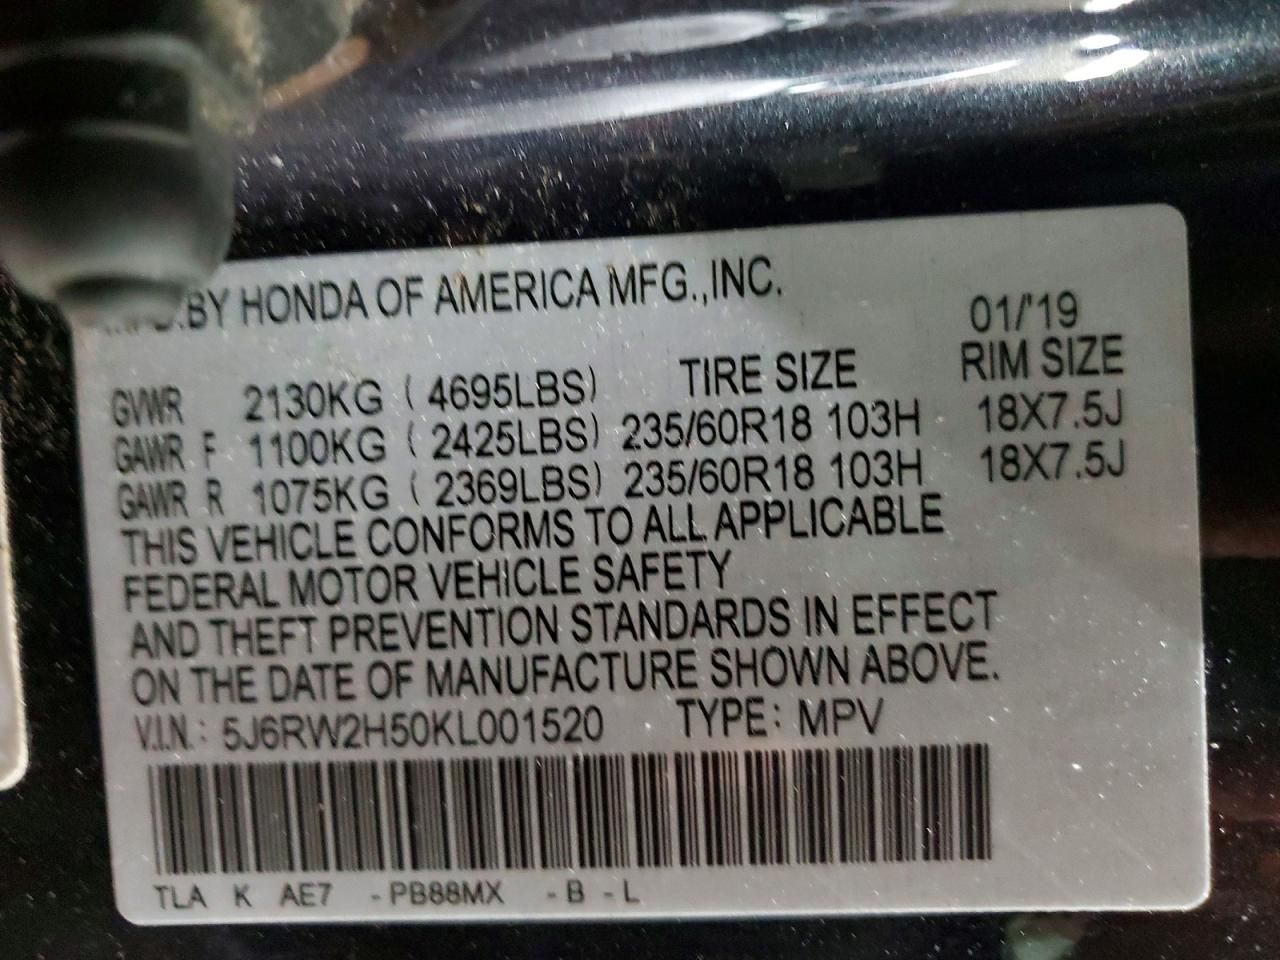 BY HONDA OF AMERICA MFG.,INC.
01/'19
TIRE SIZE RIM SIZE
GVWR 2130KG ( 4695LBS)
GAWR F 1100KG ( 2425LBS) 235/60R18 103H 18X7.5J
GAWR R 1075KG ( 2369LBS) 235/60R18 103H 18X7.5J
THIS VEHICLE CONFORMS TO ALL APPLICABLE
FEDERAL MOTOR VEHICLE SAFETY
AND THEFT PREVENTION STANDARDS IN EFFECT
ON THE DATE OF MANUFACTURE SHOWN ABOVE.
V.I.N.: 5J6RW2H50KL001520 TYPE: MPV
TLA K AE7 -PB88MX -B -L